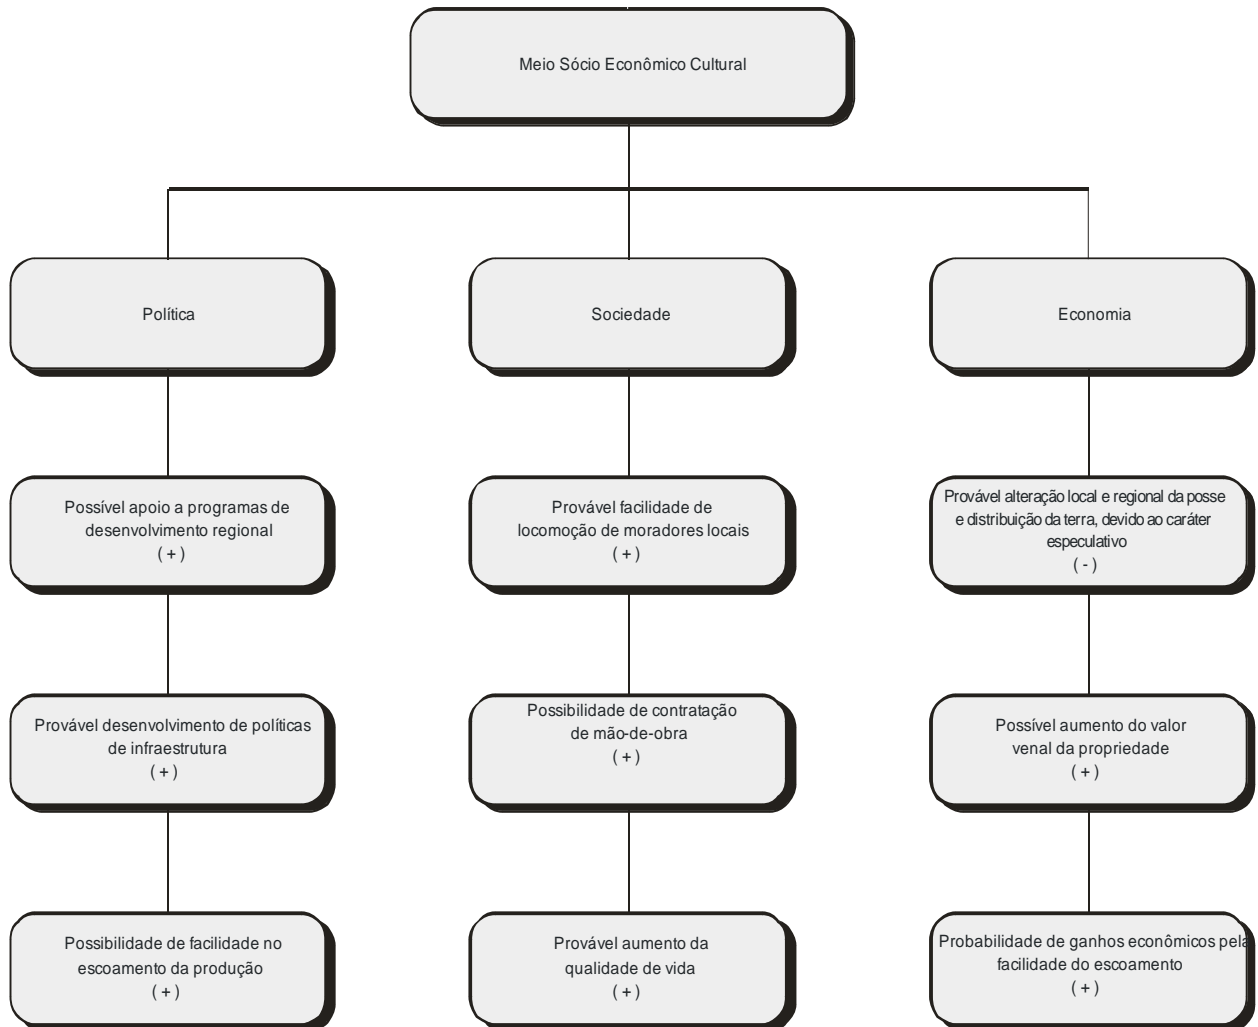 Meio Sócio Econômico Cultural
Política
Sociedade
Economia
Possível apoio a programas de
desenvolvimento regional
( + )
Provável facilidade de
locomoção de moradores locais
( + )
Provável alteração local e regional da posse
e distribuição da terra, devido ao caráter
especulativo
( - )
Provável desenvolvimento de políticas
de infraestrutura
( + )
Possibilidade de contratação
de mão-de-obra
( + )
Possível aumento do valor
venal da propriedade
( + )
Possibilidade de facilidade no
escoamento da produção
( + )
Provável aumento da
qualidade de vida
( + )
Probabilidade de ganhos econômicos pela
facilidade do escoamento
( + )